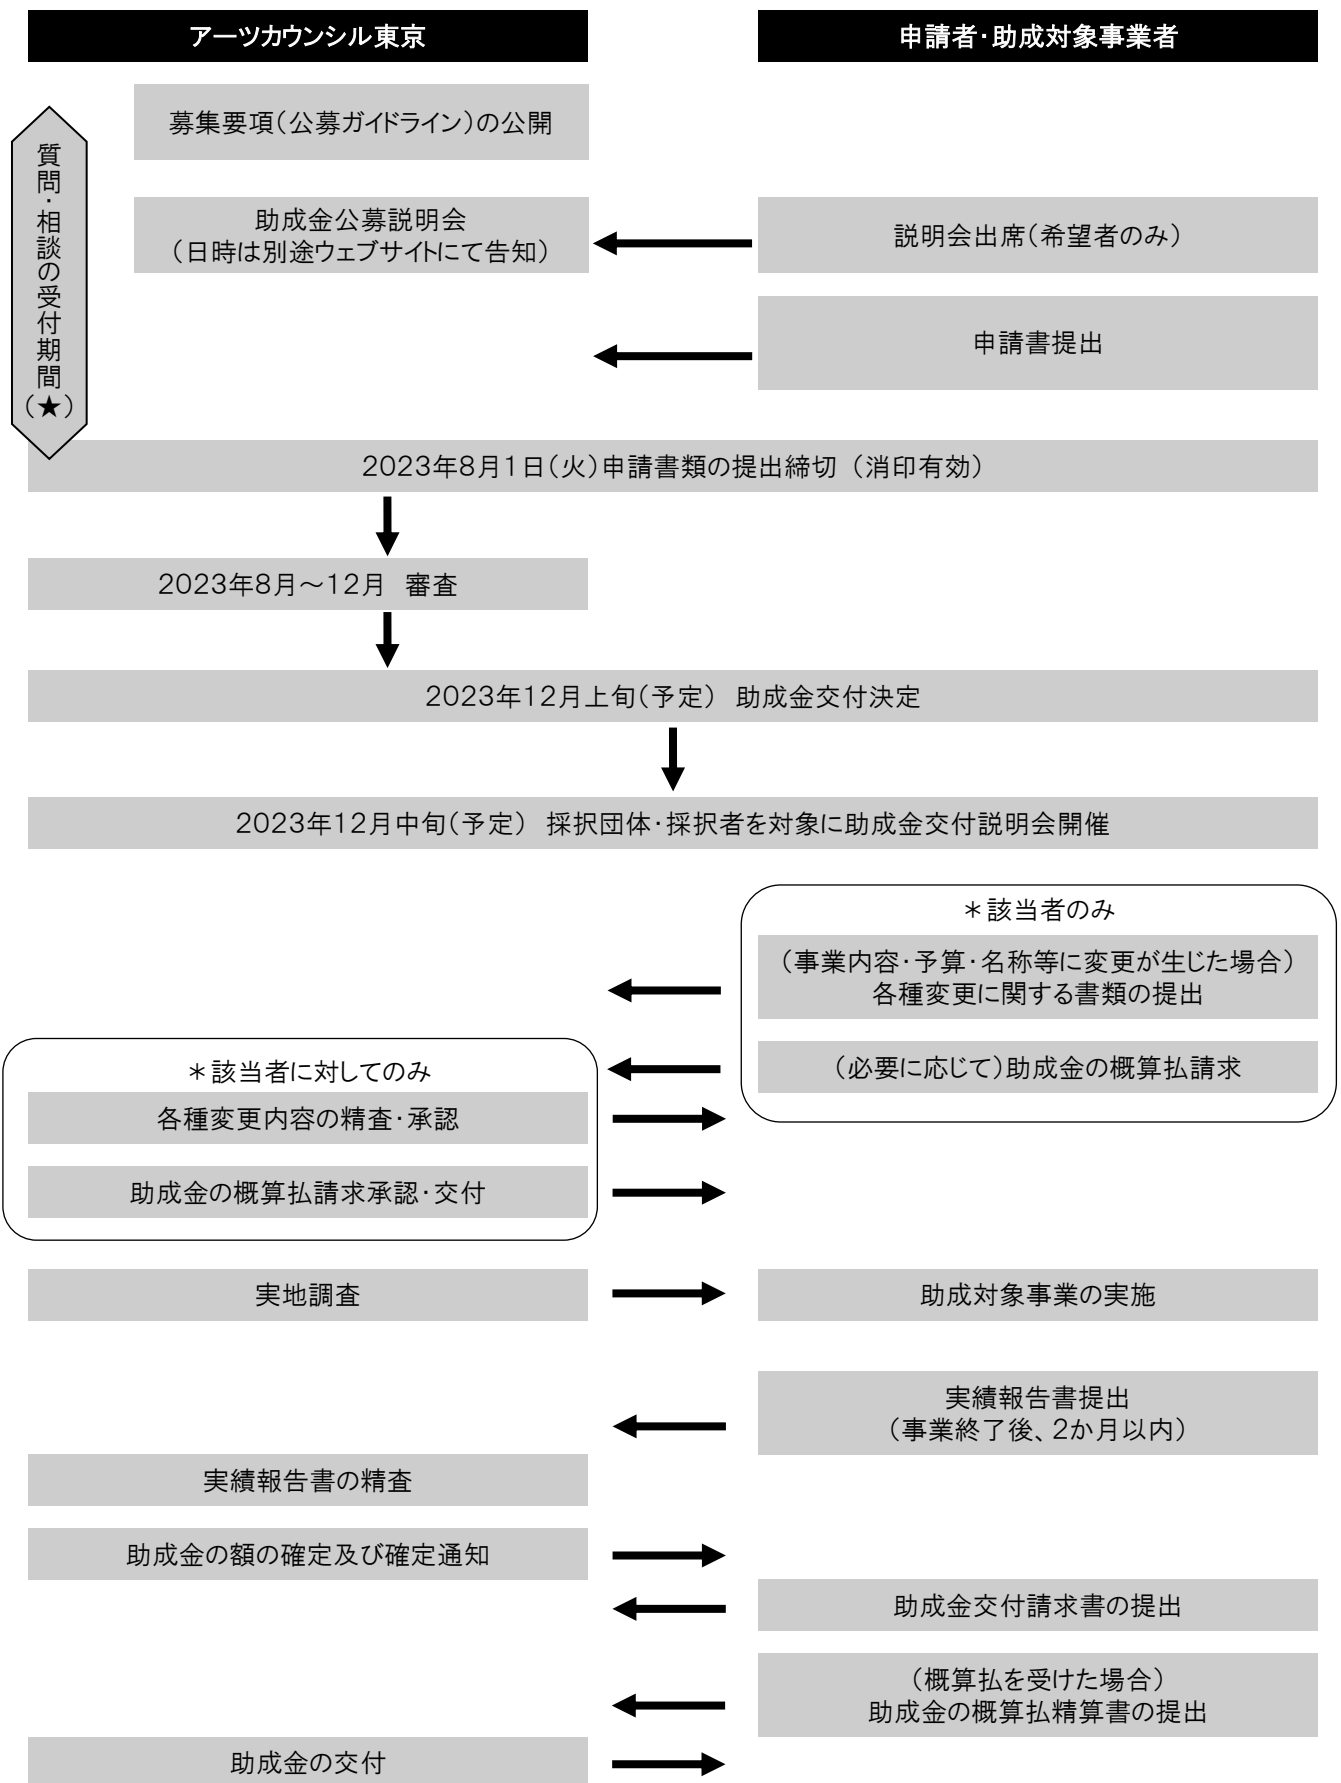 アーツカウンシル東京
申請者・助成対象事業者
質問・相談の受付期間(★)
募集要項(公募ガイドライン)の公開
助成金公募説明会
(日時は別途ウェブサイトにて告知)
説明会出席(希望者のみ)
申請書提出
2023年8月1日(火)申請書類の提出締切 (消印有効)
2023年8月～12月 審査
2023年12月上旬(予定) 助成金交付決定
2023年12月中旬(予定) 採択団体・採択者を対象に助成金交付説明会開催
＊該当者のみ
(事業内容・予算・名称等に変更が生じた場合)
各種変更に関する書類の提出
(必要に応じて)助成金の概算払請求
＊該当者に対してのみ
各種変更内容の精査・承認
助成金の概算払請求承認・交付
実地調査
助成対象事業の実施
実績報告書提出
(事業終了後、2か月以内)
実績報告書の精査
助成金の額の確定及び確定通知
助成金交付請求書の提出
(概算払を受けた場合)
助成金の概算払精算書の提出
助成金の交付